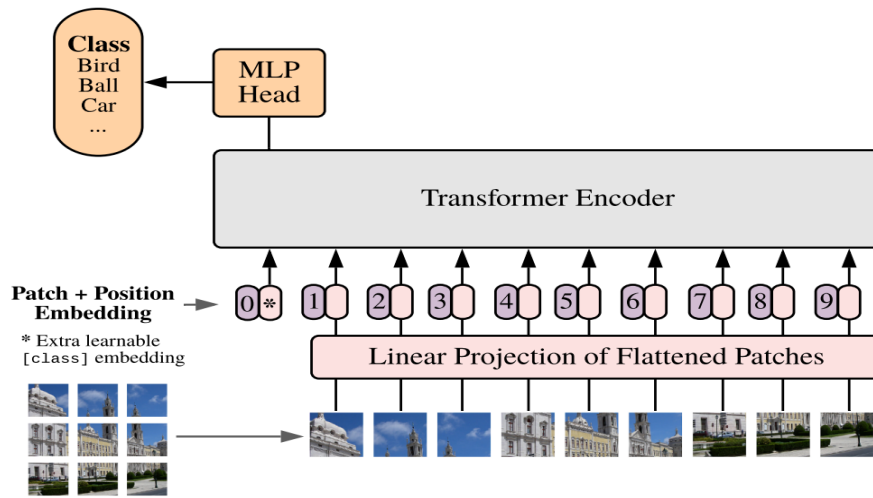 Class
Bird
Ball
Car
...
MLP
Head
Transformer Encoder
Patch + Position
Embedding
0 * 1 2 3 4 5 6 7 8 9
* Extra learnable
[class] embedding
Linear Projection of Flattened Patches